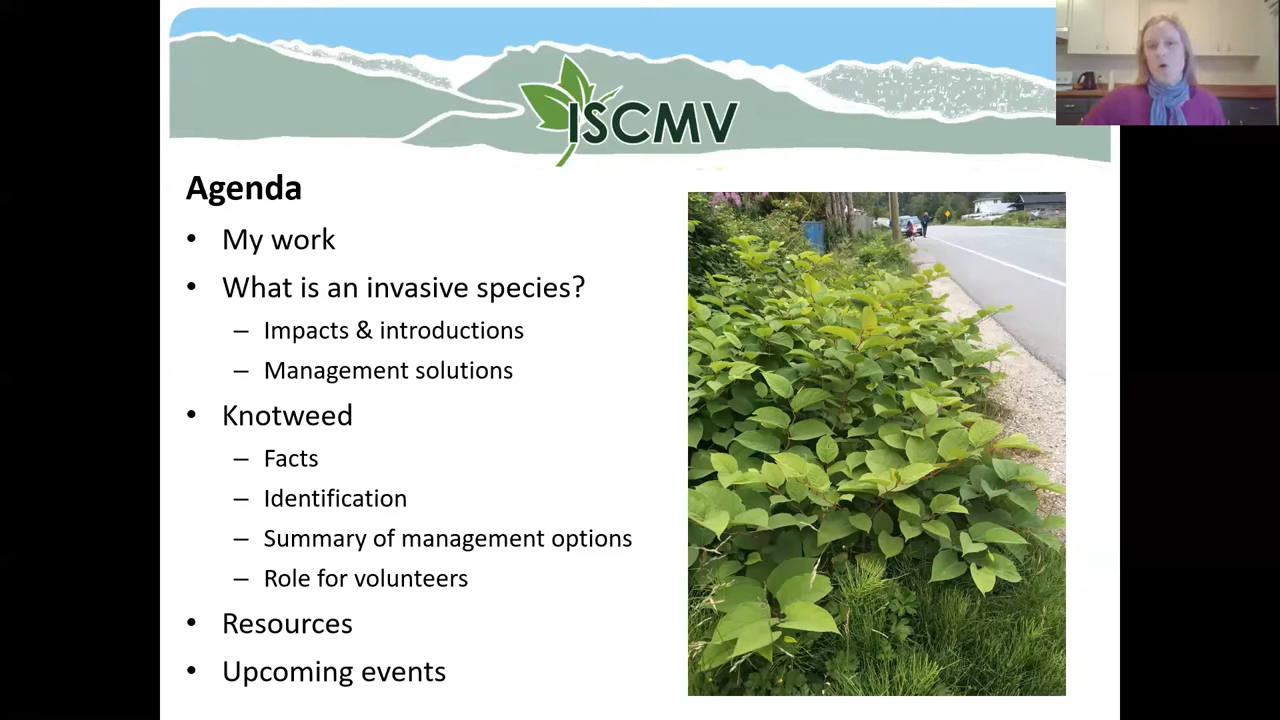 ISCMV
Agenda
• My work
• What is an invasive species?
– Impacts & introductions
– Management solutions
• Knotweed
– Facts
– Identification
– Summary of management options
– Role for volunteers
• Resources
• Upcoming events